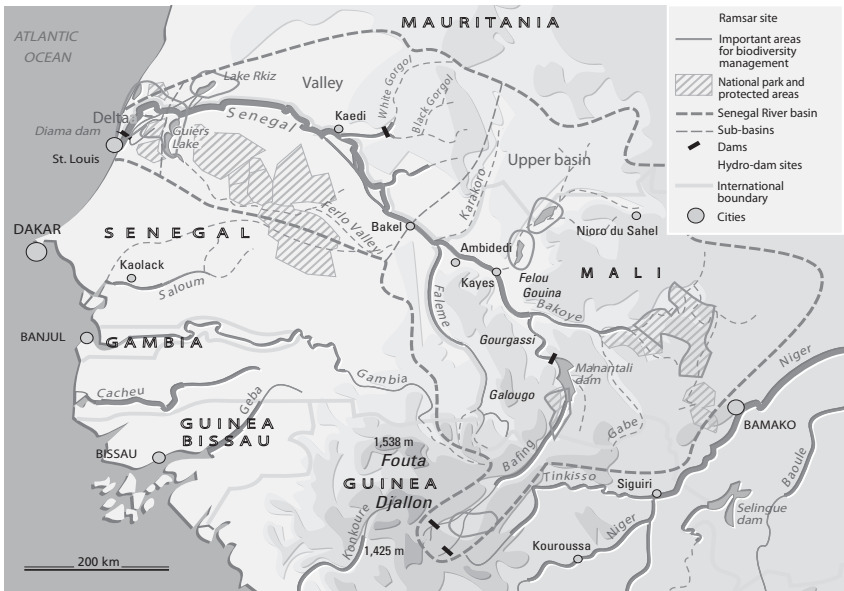 MAURITANIA
ATLANTIC
OCEAN
Lake Rkiz
Valley
White Gorgol
Black Gorgol
Delta
Diama dam
Guiers
Lake
Senegal
Kaedi
St. Louis
Upper basin
Karakoro
Ferlo Valley
Bakel
Nioro du Sahel
DAKAR
SENEGAL
Ambidedi
Kayes
Felou
Gouina
MALI
Kaolack
Saloum
Faleme
Bakoye
BANJUL
GAMBIA
Gourgassi
Manantali
dam
Niger
Cacheu
Geba
Gambia
Galougo
BAMAKO
GUINEA
BISSAU
BISSAU
1,538 m
Fouta
GUINEA
Djallon
Bafing
Gabe
Tinkisso
Siguiri
Baoule
Selingue
dam
Konkoure
1,425 m
Kouroussa
Niger
200 km
Ramsar site
Important areas
for biodiversity
management
National park and
protected areas
Senegal River basin
Sub-basins
Dams
Hydro-dam sites
International
boundary
Cities